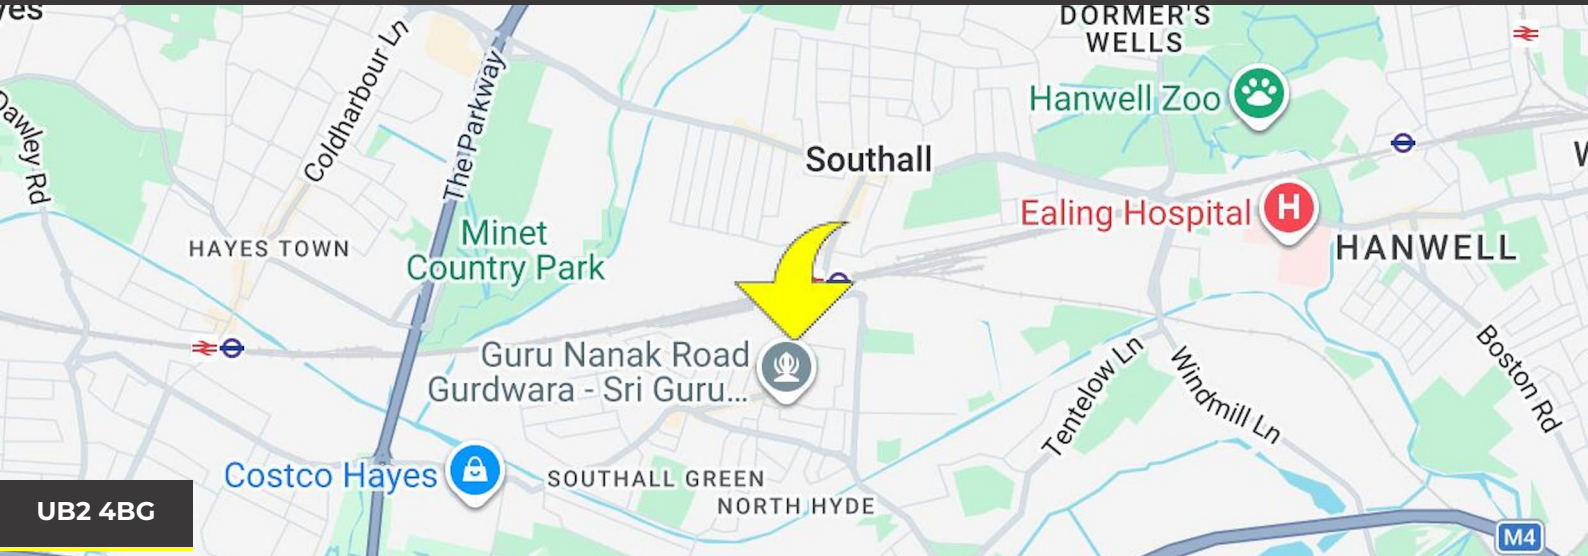 DORMER'S
WELLS
Coldharbour Ln
The Parkway
Dawley Rd
Hanwell Zoo
Southall
Ealing Hospital
H
HANWELL
HAYES TOWN
Minet
Country Park
Guru Nanak Road
Gurdwara - Sri Guru...
Tentelow Ln
Windmill Ln
Boston Rd
Costco Hayes
SOUTHALL GREEN
NORTH HYDE
UB2 4BG
M4